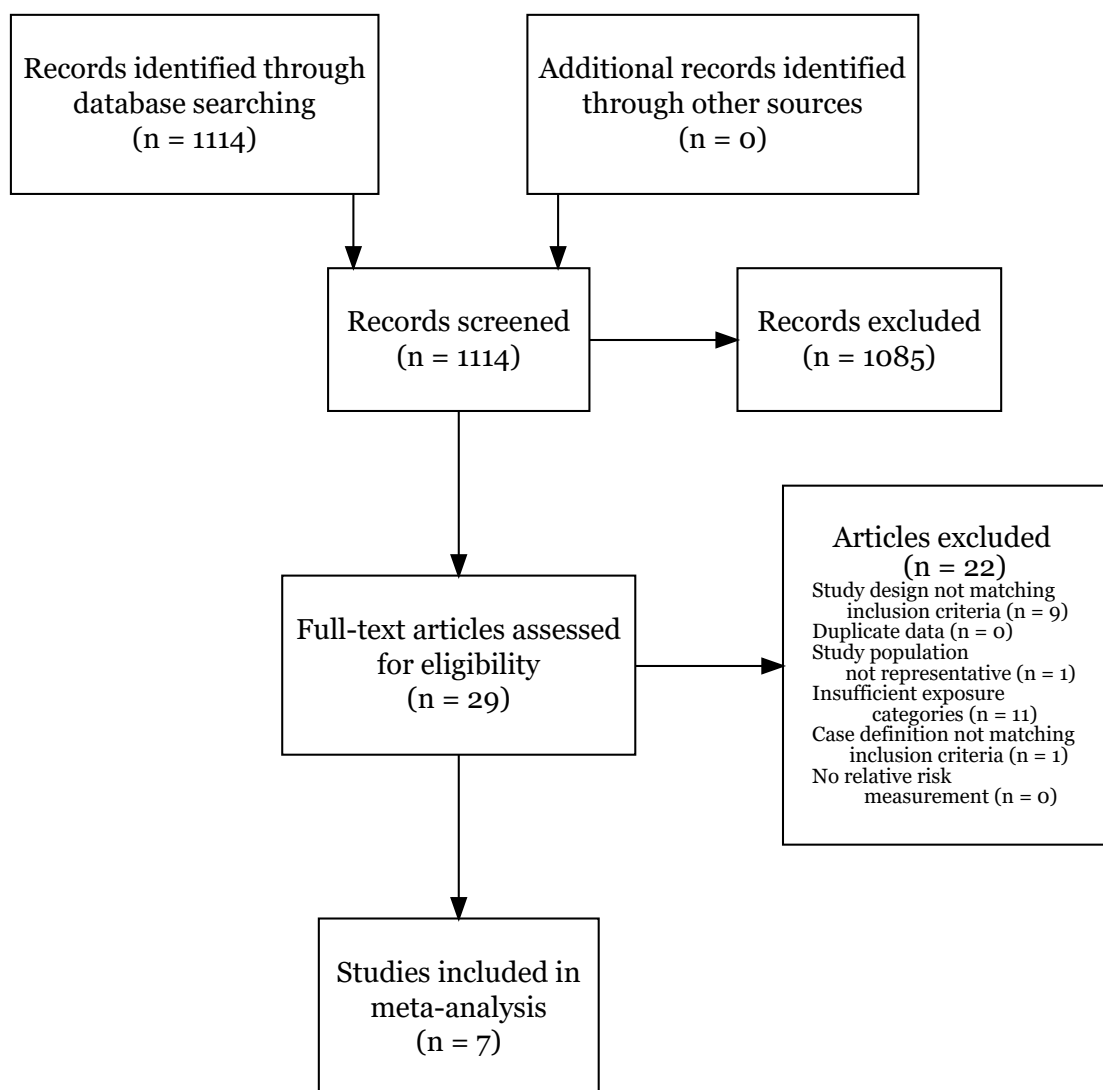 Records identified through
database searching
(n = 1114)
Additional records identified
through other sources
(n = 0)
Records screened
(n = 1114)
Records excluded
(n = 1085)
Full-text articles assessed
for eligibility
(n = 29)
Articles excluded
(n = 22)
Study design not matching
inclusion criteria (n = 9)
Duplicate data (n = 0)
Study population
not representative (n = 1)
Insufficient exposure
categories (n = 11)
Case definition not matching
inclusion criteria (n = 1)
No relative risk
measurement (n = 0)
Studies included in
meta-analysis
(n = 7)